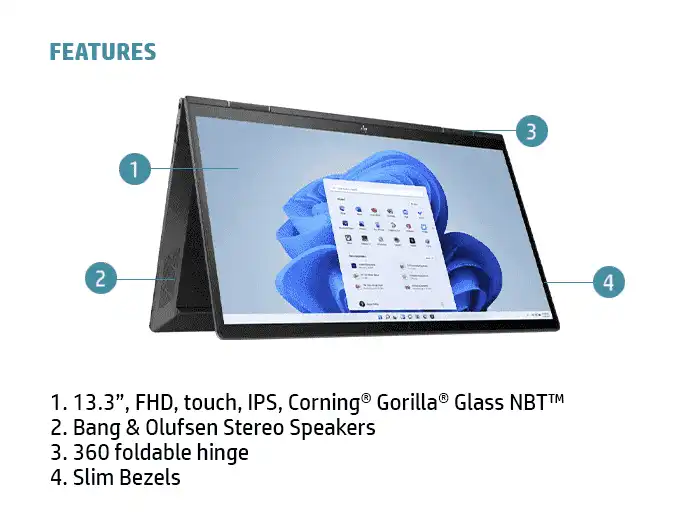 FEATURES
1
2
3
4
1. 13.3”, FHD, touch, IPS, Corning® Gorilla® Glass NBT™
2. Bang & Olufsen Stereo Speakers
3. 360 foldable hinge
4. Slim Bezels